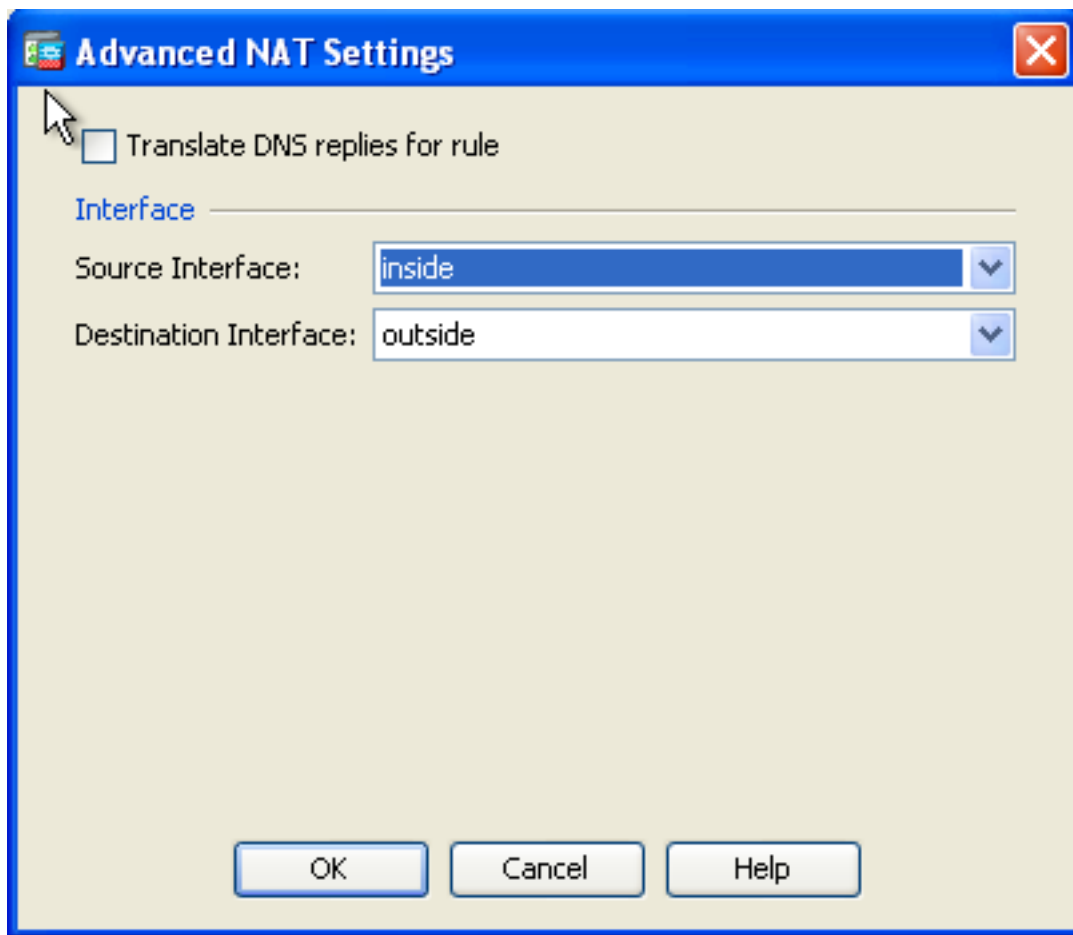 Advanced NAT Settings
Translate DNS replies for rule
Interface
Source Interface: inside
Destination Interface: outside
OK Cancel Help